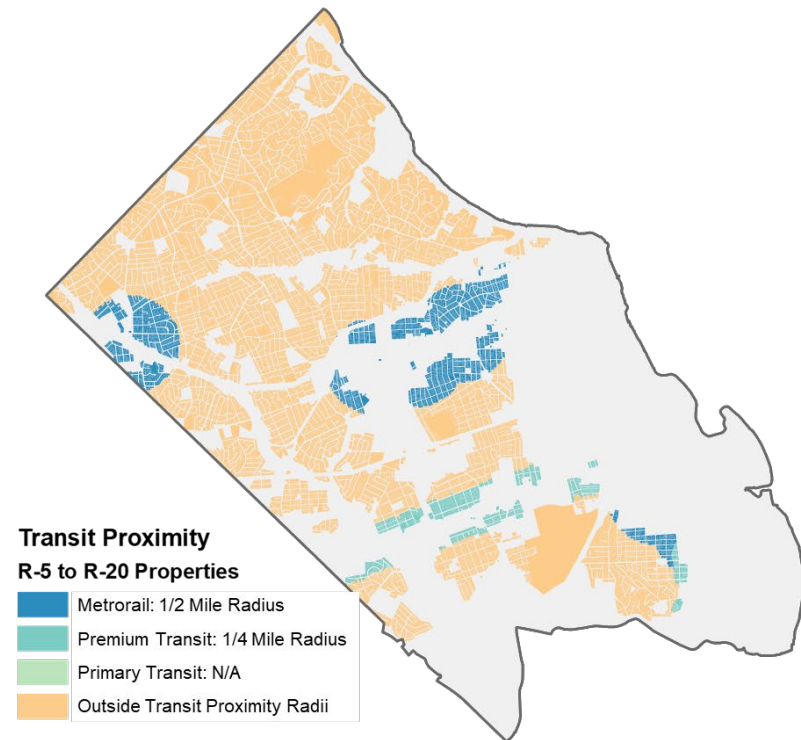 Transit Proximity
R-5 to R-20 Properties
Metrorail: 1/2 Mile Radius
Premium Transit: 1/4 Mile Radius
Primary Transit: N/A
Outside Transit Proximity Radii